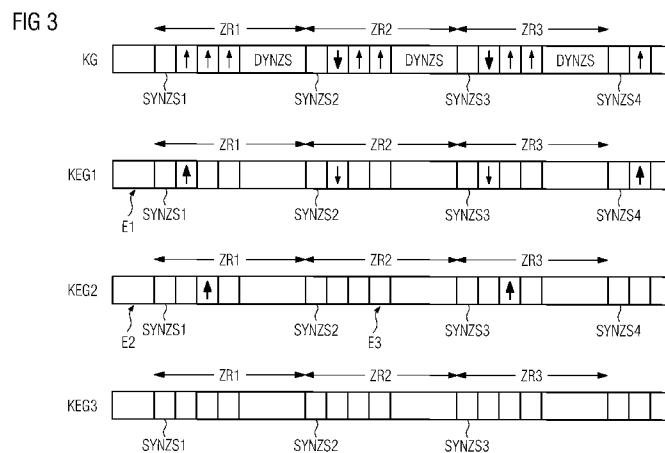 FIG 3
ZR1 ZR2 ZR3
KG DYNZS DYNZS DYNZS
SYNZS1 SYNZS2 SYNZS3 SYNZS4
ZR1 ZR2 ZR3
KEG1
E1 SYNZS1 SYNZS2 SYNZS3 SYNZS4
ZR1 ZR2 ZR3
KEG2
E2 SYNZS1 SYNZS2 E3 SYNZS3 SYNZS4
ZR1 ZR2 ZR3
KEG3
SYNZS1 SYNZS2 SYNZS3